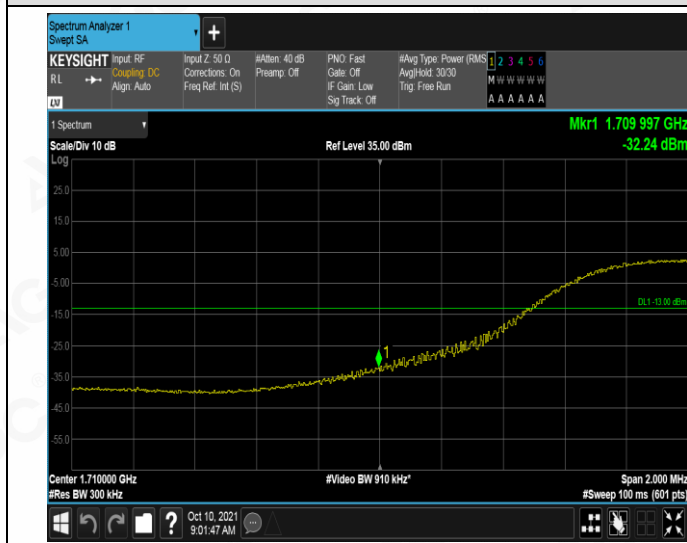 Spectrum Analyzer 1
Swept SA
+
KEYSIGHT Input: RF Input Z: 50 Ω #Atten: 40 dB PNO: Fast #Avg Type: Power (RMS 1 2 3 4 5 6
RL Coupling: DC Corrections: On Preamp: Off Gate: Off Avg|Hold: 30/30 M W W W W W
Align: Auto Freq Ref: Int (S) IF Gain: Low Trig: Free Run
Sig Track: Off A A A A A A
1 Spectrum Mkr1 1.709 997 GHz
Scale/Div 10 dB Ref Level 35.00 dBm -32.24 dBm
Log
25.0
15.0
5.00
-5.00
DL1 -13.00 dBm
-15.0
-25.0
1
-35.0
-45.0
-55.0
Center 1.710000 GHz #Video BW 910 kHz* Span 2.000 MHz
#Res BW 300 kHz #Sweep 100 ms (601 pts)
? Oct 10, 2021
9:01:47 AM